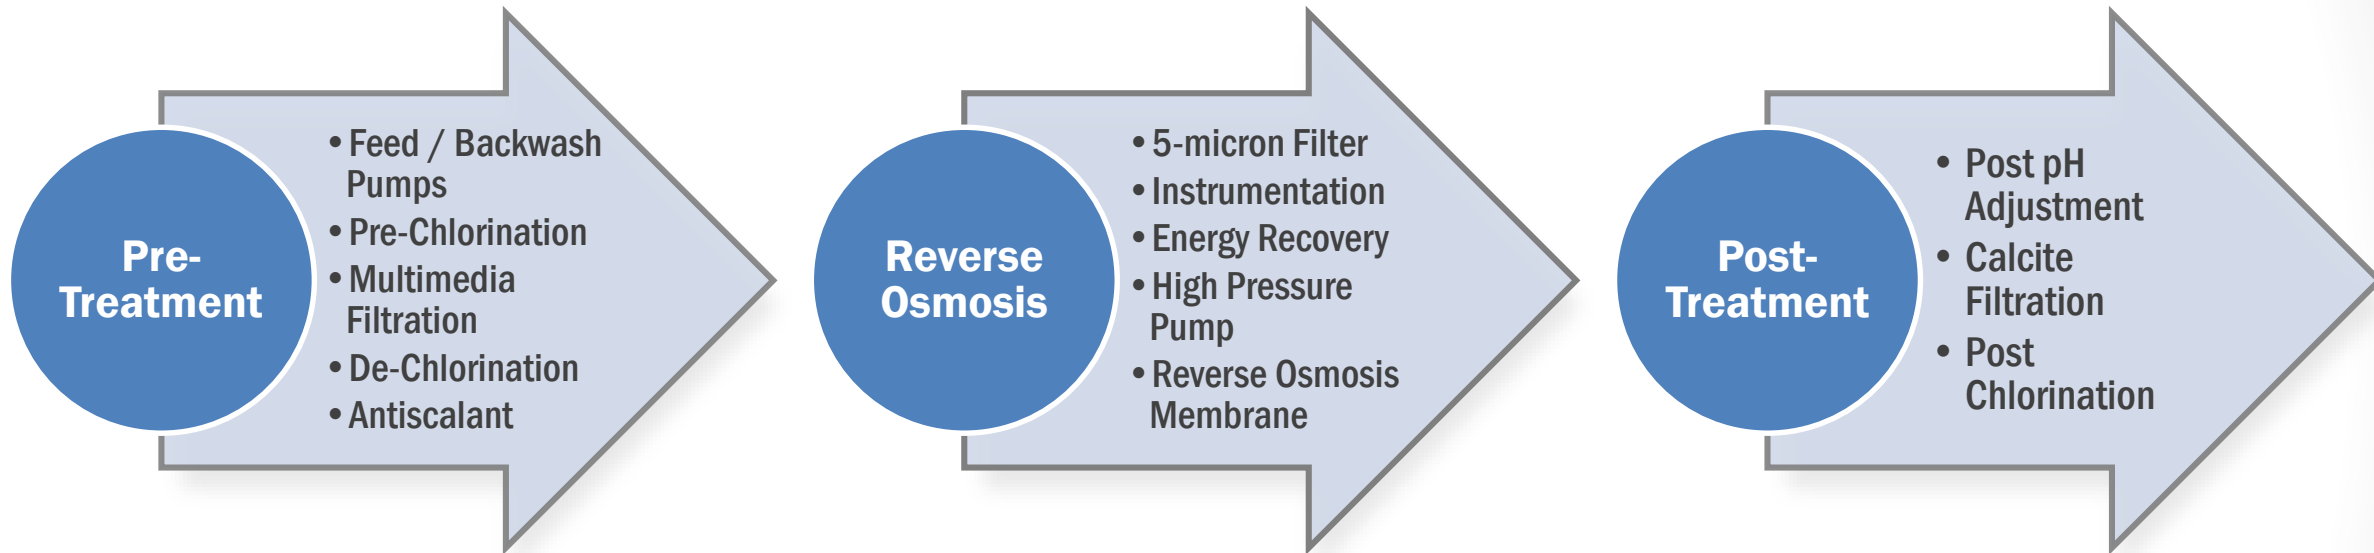 Pre-
Treatment
• Feed / Backwash
Pumps
• Pre-Chlorination
• Multimedia
Filtration
• De-Chlorination
• Antiscalant
Reverse
Osmosis
• 5-micron Filter
• Instrumentation
• Energy Recovery
• High Pressure
Pump
• Reverse Osmosis
Membrane
Post-
Treatment
• Post pH
Adjustment
• Calcite
Filtration
• Post
Chlorination